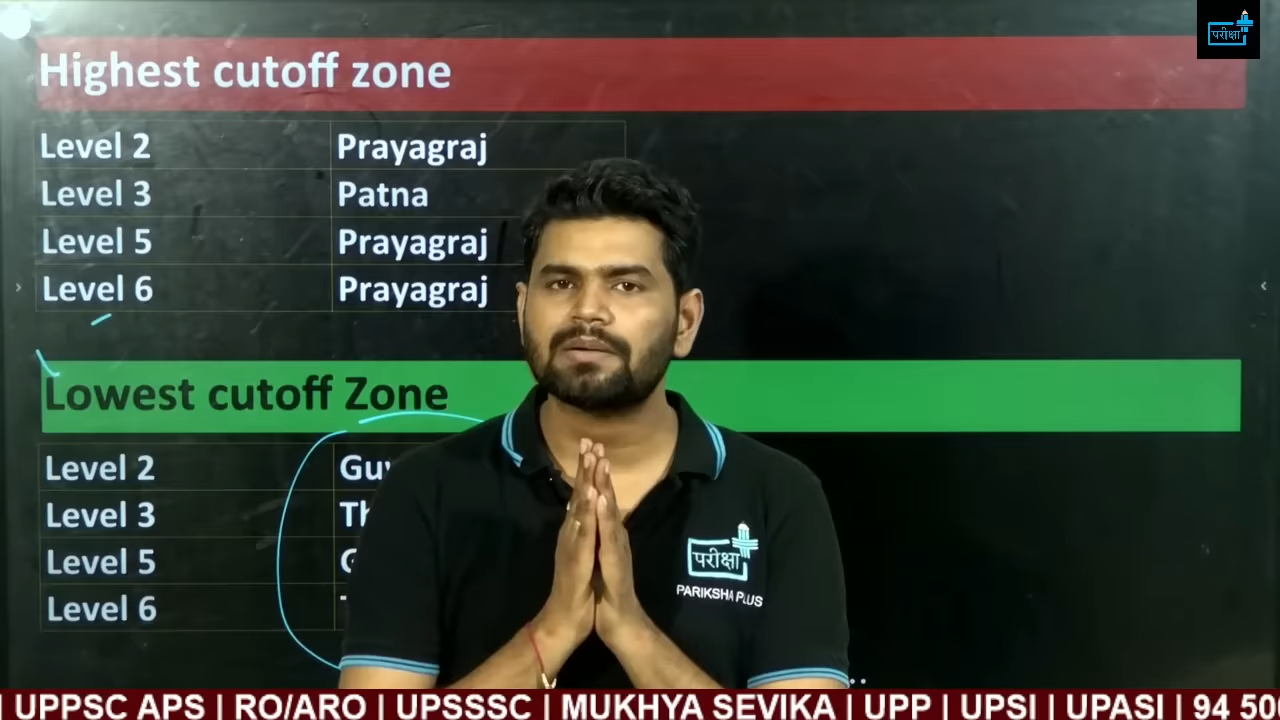 परीक्षा
Highest cutoff zone
Level 2 Prayagraj
Level 3 Patna
Level 5 Prayagraj
Level 6 Prayagraj
Lowest cutoff Zone
Level 2
Level 3
Level 5
Level 6
परीक्षा
PARIKSHA PLUS
| UPPSC APS | RO/ARO | UPSSSC | MUKHYA SEVIKA | UPP | UPSI | UPASI | 94